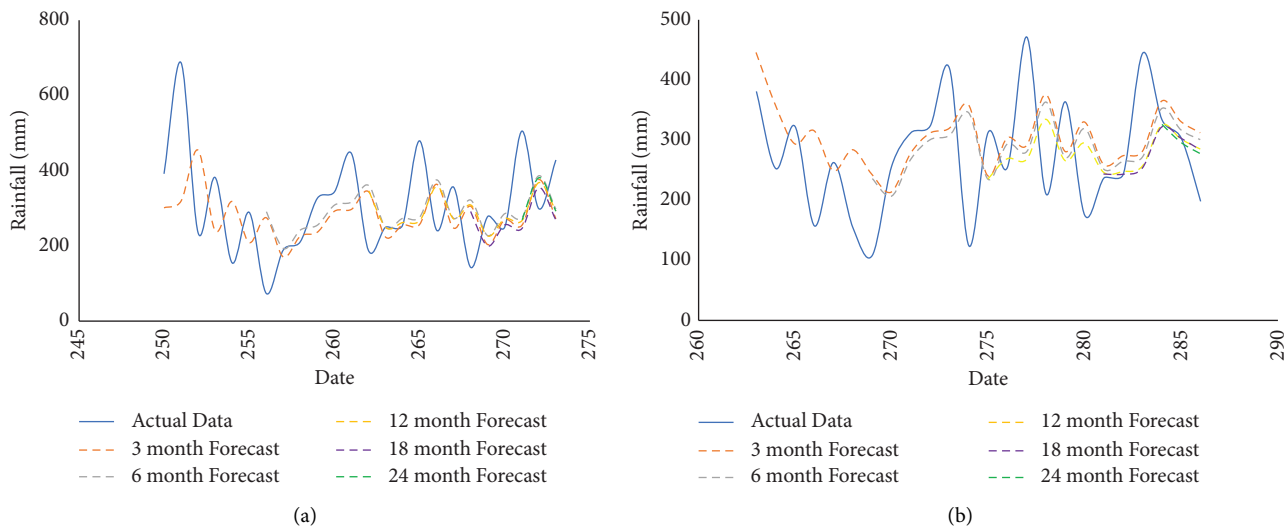 800
600
400
200
0
Rainfall (mm)
245
250
255
260
265
270
275
Date
Actual Data
3 month Forecast
6 month Forecast
12 month Forecast
18 month Forecast
24 month Forecast
(a)
500
400
300
200
100
0
Rainfall (mm)
260
265
270
275
280
285
290
Date
Actual Data
3 month Forecast
6 month Forecast
12 month Forecast
18 month Forecast
24 month Forecast
(b)